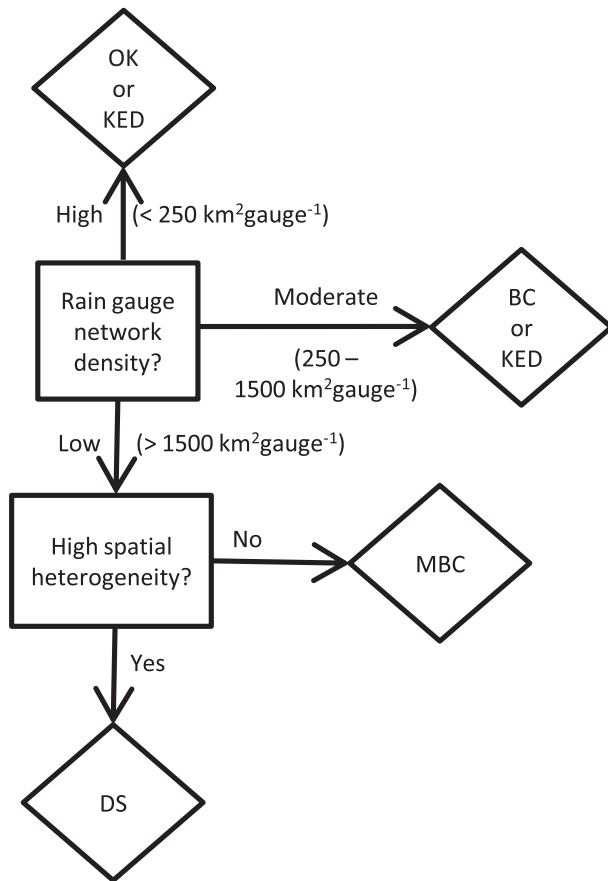 OK
or
KED
High (< 250 km²gauge⁻¹)
Rain gauge
network
density?
Moderate
(250 –
1500 km²gauge⁻¹)
BC
or
KED
Low (> 1500 km²gauge⁻¹)
High spatial
heterogeneity?
No
MBC
Yes
DS